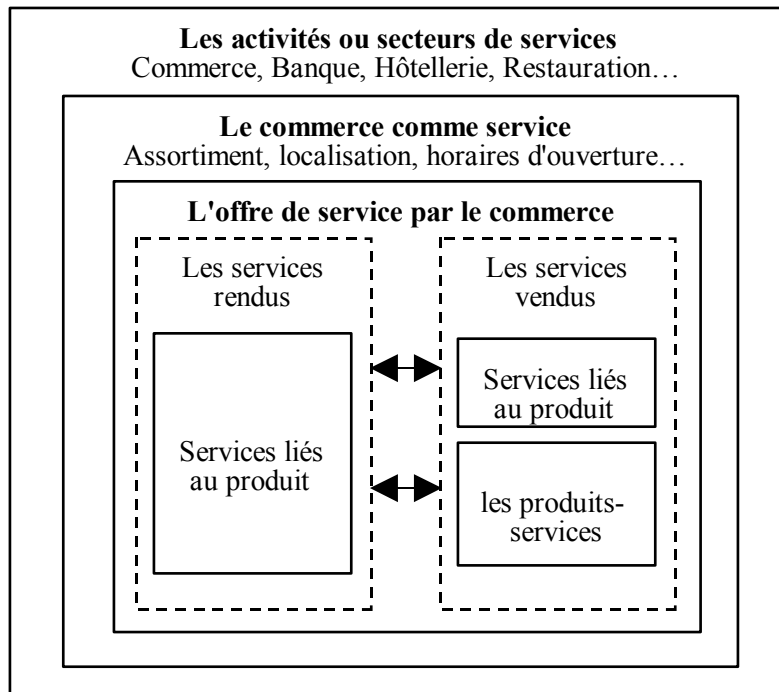 Les activités ou secteurs de services
Commerce, Banque, Hôtellerie, Restauration…
Le commerce comme service
Assortiment, localisation, horaires d'ouverture…
L'offre de service par le commerce
Les services
rendus
Services liés
au produit
Les services
vendus
Services liés
au produit
les produits-
services